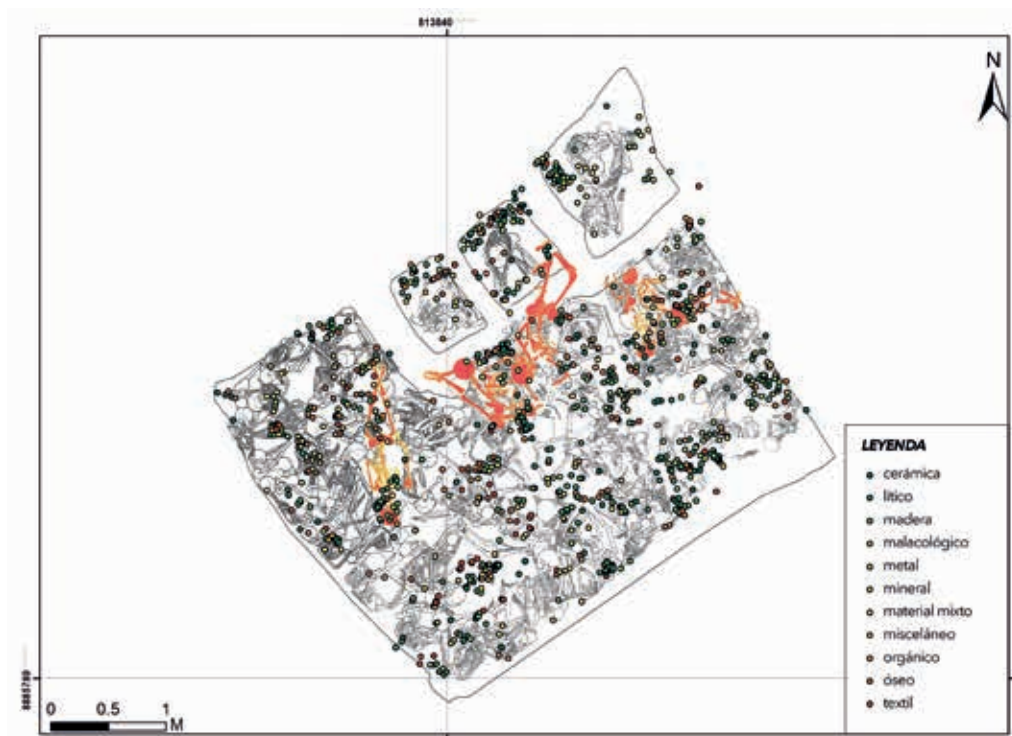 813840
N
LEYENDA
cerámica
lítico
madera
malacológico
metal
mineral
material mixto
misceláneo
orgánico
óseo
textil
0 0.5 1
M